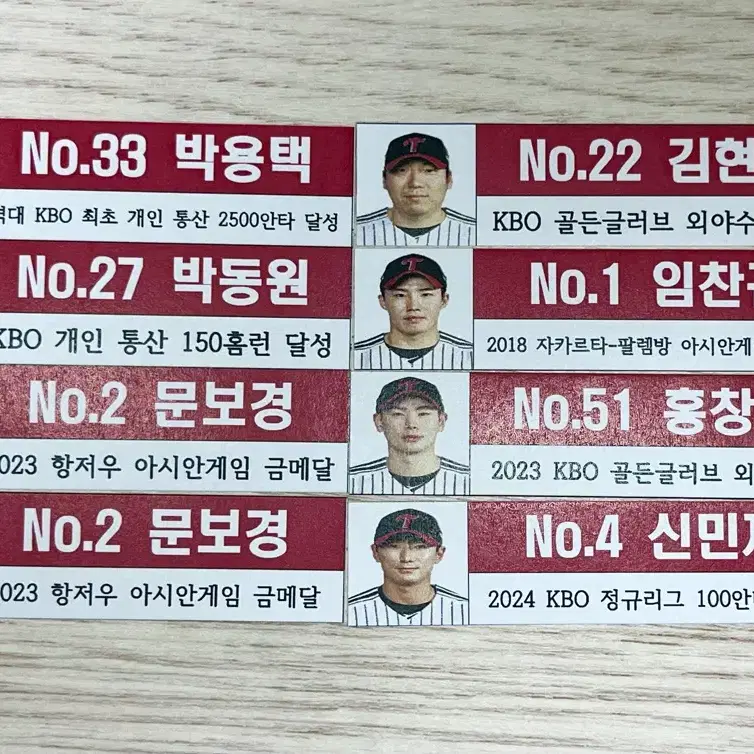 No.33 박용택
역대 KBO 최초 개인 통산 2500안타 달성
No.27 박동원
KBO 개인 통산 150홈런 달성
No.2 문보경
2023 항저우 아시안게임 금메달
No.2 문보경
2023 항저우 아시안게임 금메달
No.22 김현
KBO 골든글러브 외야수
No.1 임찬
2018 자카르타-팔렘방 아시안게
No.51 홍창
2023 KBO 골든글러브 외
No.4 신민
2024 KBO 정규리그 100안